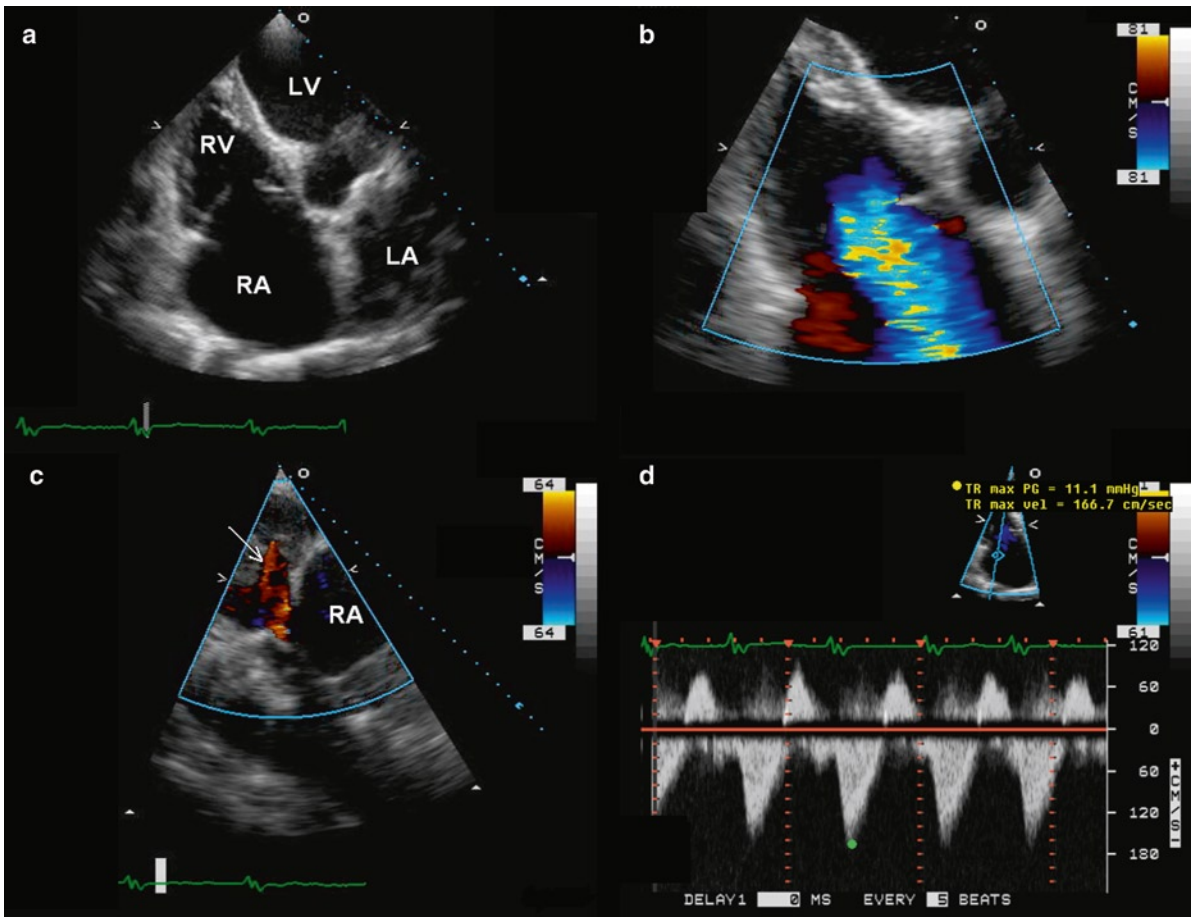 a
LV
RV
RA
LA
b
81
CM/S
81
c
64
CM/S
64
RA
d
TR max PG = 11.1 mmHg
TR max vel = 166.7 cm/sec
CM/S
61
120
60
0
60
120
180
+CM/S-
DELAY1 0 MS EVERY 5 BEATS